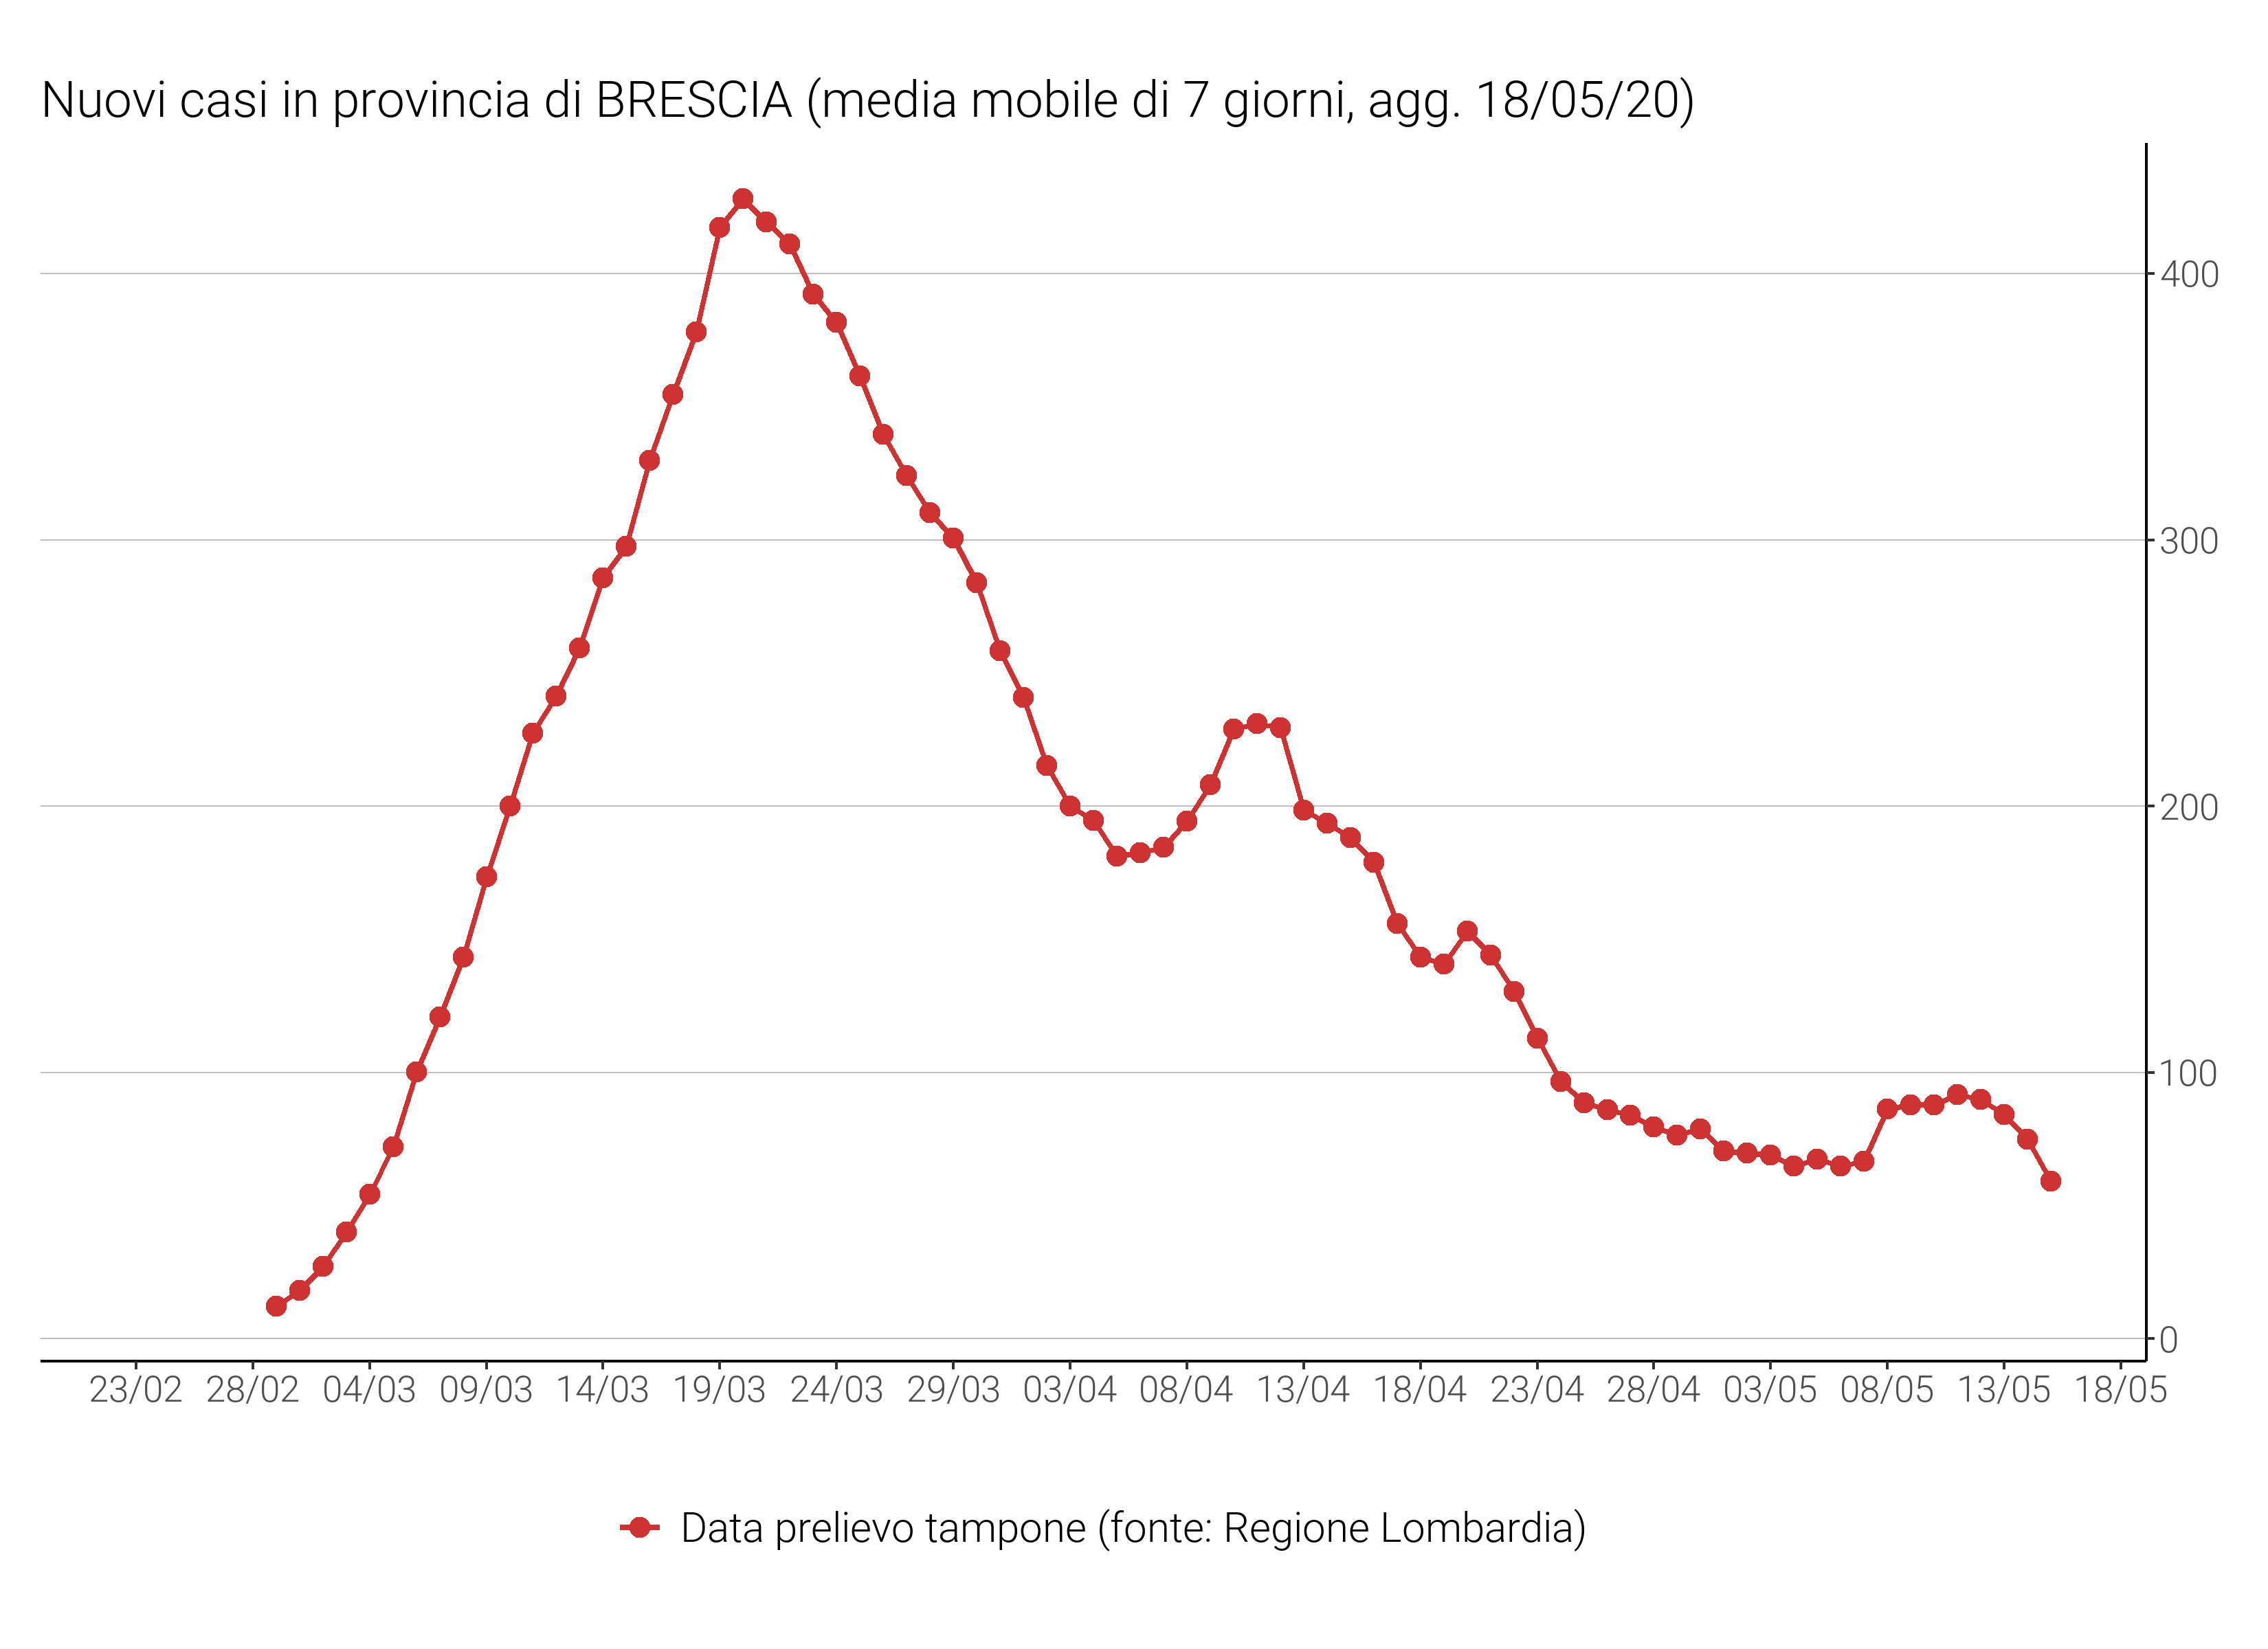 Nuovi casi in provincia di BRESCIA (media mobile di 7 giorni, agg. 18/05/20)
400
300
200
100
0
23/02 28/02 04/03 09/03 14/03 19/03 24/03 29/03 03/04 08/04 13/04 18/04 23/04 28/04 03/05 08/05 13/05 18/05
Data prelievo tampone (fonte: Regione Lombardia)